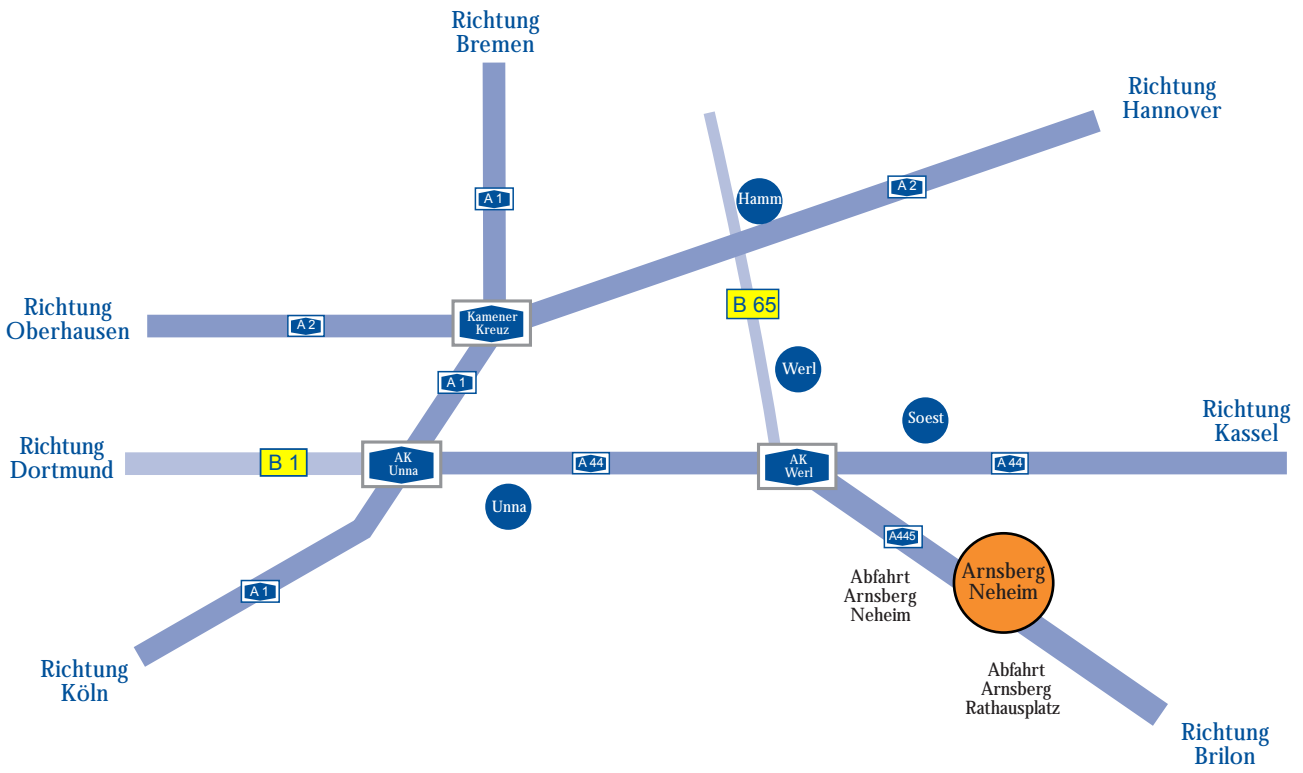 Richtung
Bremen
Richtung
Hannover
A 2
Hamm
A 1
B 65
Richtung
Oberhausen
A 2
Kamener
Kreuz
Werl
A 1
Soest
Richtung
Kassel
Richtung
Dortmund
B 1
AK
Unna
A 44
AK
Werl
A 44
Unna
A445
Abfahrt
Arnsberg
Neheim
Arnsberg
Neheim
A 1
Richtung
Köln
Abfahrt
Arnsberg
Rathausplatz
Richtung
Brilon